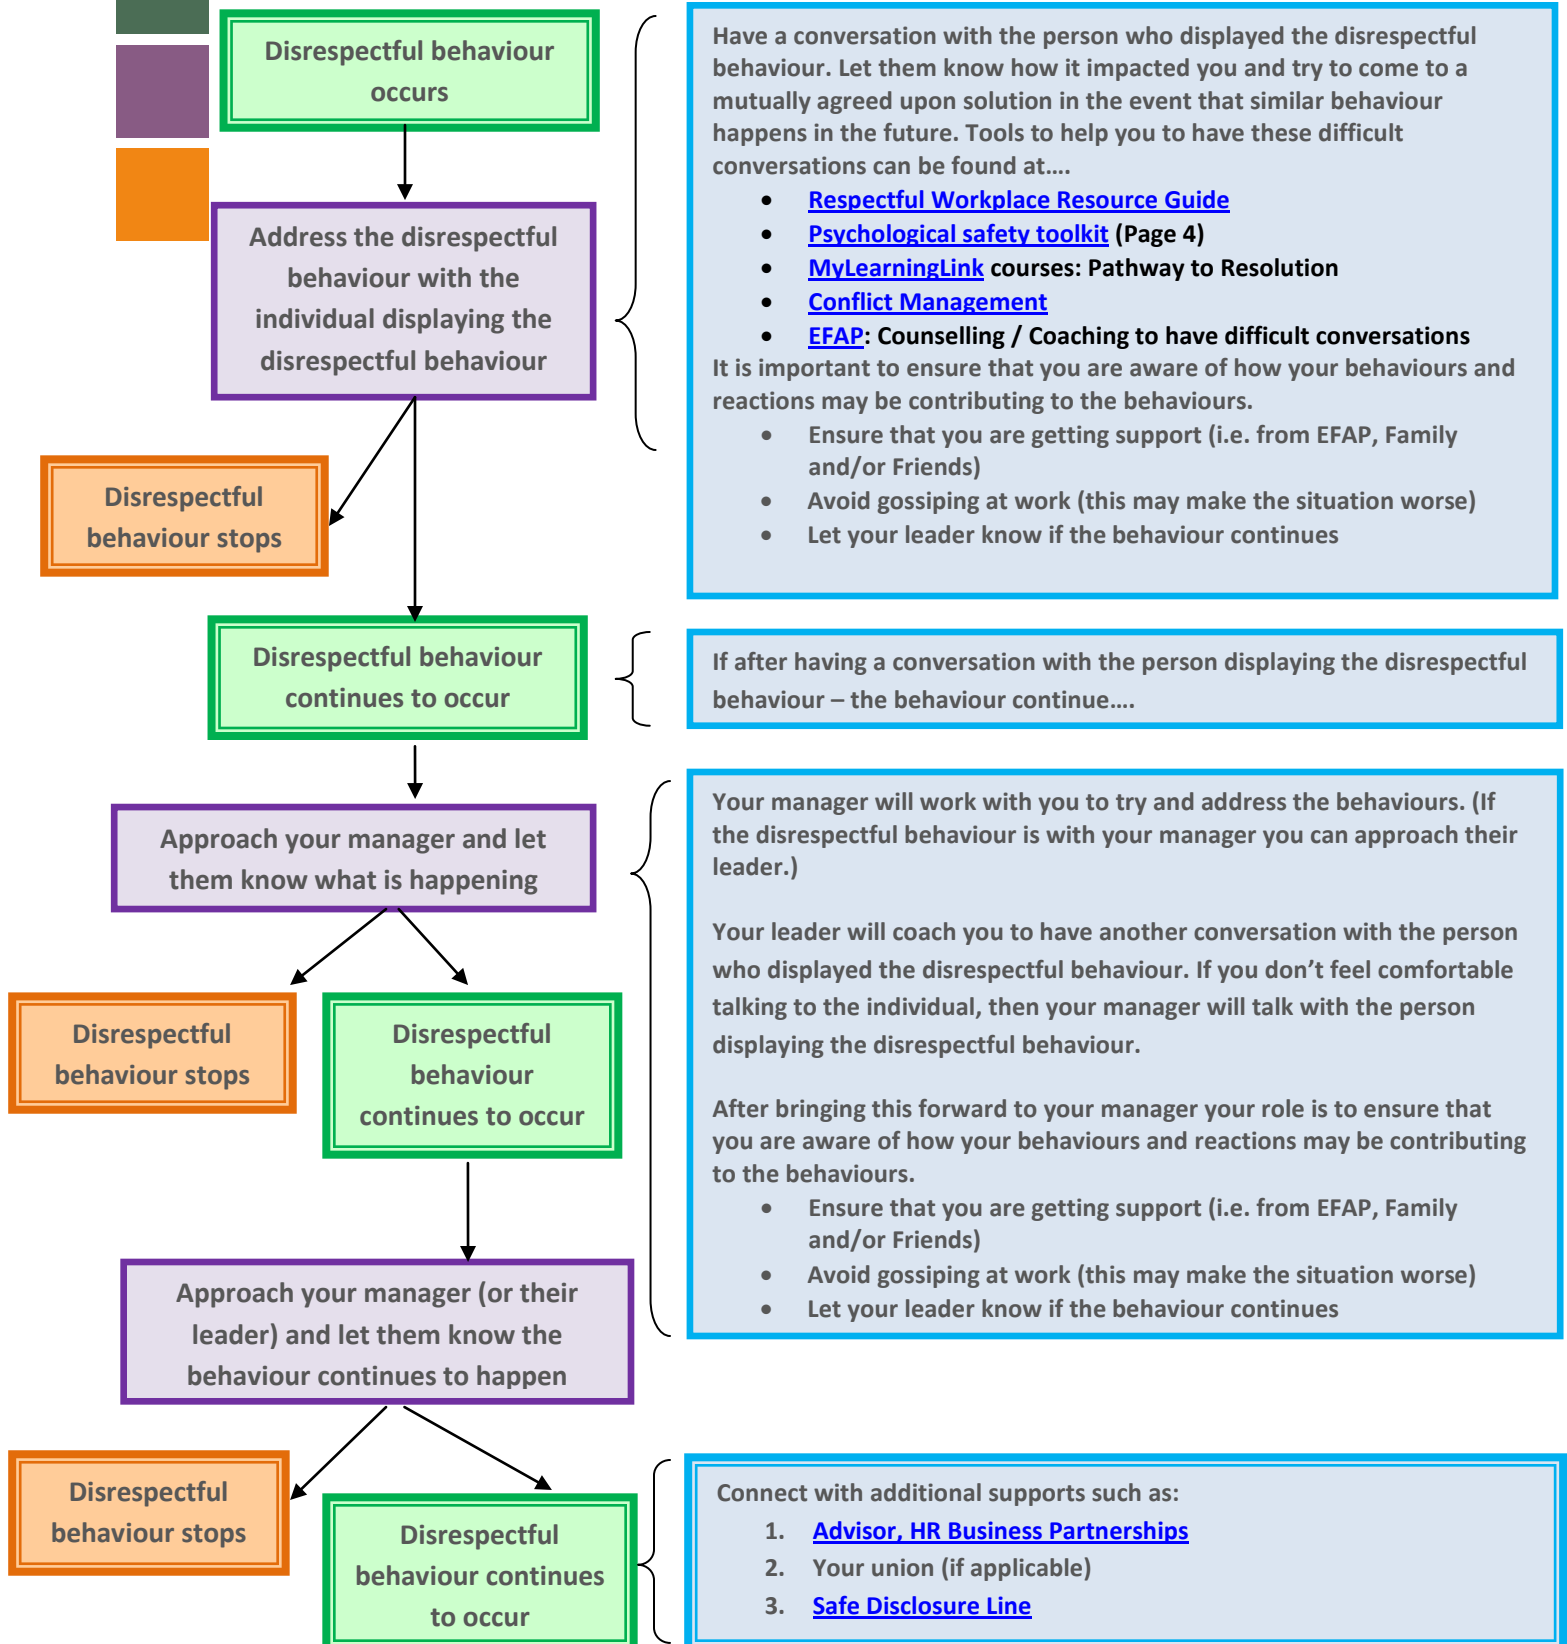 Disrespectful behaviour
occurs
Have a conversation with the person who displayed the disrespectful
behaviour. Let them know how it impacted you and try to come to a
mutually agreed upon solution in the event that similar behaviour
happens in the future. Tools to help you to have these difficult
conversations can be found at….
• Respectful Workplace Resource Guide
• Psychological safety toolkit (Page 4)
• MyLearningLink courses: Pathway to Resolution
• Conflict Management
• EFAP: Counselling / Coaching to have difficult conversations
It is important to ensure that you are aware of how your behaviours and
reactions may be contributing to the behaviours.
• Ensure that you are getting support (i.e. from EFAP, Family
and/or Friends)
• Avoid gossiping at work (this may make the situation worse)
• Let your leader know if the behaviour continues
Address the disrespectful
behaviour with the
individual displaying the
disrespectful behaviour
Disrespectful
behaviour stops
Disrespectful behaviour
continues to occur
If after having a conversation with the person displaying the disrespectful
behaviour – the behaviour continue….
Approach your manager and let
them know what is happening
Your manager will work with you to try and address the behaviours. (If
the disrespectful behaviour is with your manager you can approach their
leader.)
Your leader will coach you to have another conversation with the person
who displayed the disrespectful behaviour. If you don’t feel comfortable
talking to the individual, then your manager will talk with the person
displaying the disrespectful behaviour.
After bringing this forward to your manager your role is to ensure that
you are aware of how your behaviours and reactions may be contributing
to the behaviours.
• Ensure that you are getting support (i.e. from EFAP, Family
and/or Friends)
• Avoid gossiping at work (this may make the situation worse)
• Let your leader know if the behaviour continues
Disrespectful
behaviour stops
Disrespectful
behaviour
continues to occur
Approach your manager (or their
leader) and let them know the
behaviour continues to happen
Disrespectful
behaviour stops
Disrespectful
behaviour continues
to occur
Connect with additional supports such as:
1. Advisor, HR Business Partnerships
2. Your union (if applicable)
3. Safe Disclosure Line